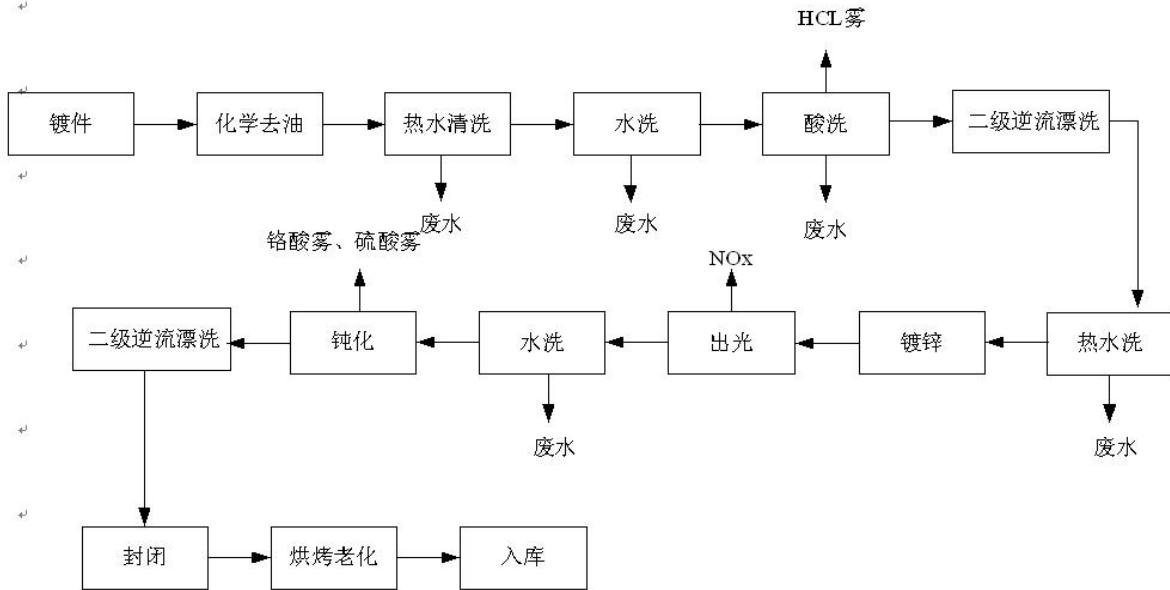 HCL雾
镀件
化学去油
热水清洗
水洗
酸洗
二级逆流漂洗
废水
废水
废水
铬酸雾、硫酸雾
NOx
二级逆流漂洗
钝化
水洗
出光
镀锌
热水洗
废水
废水
封闭
烘烤老化
入库